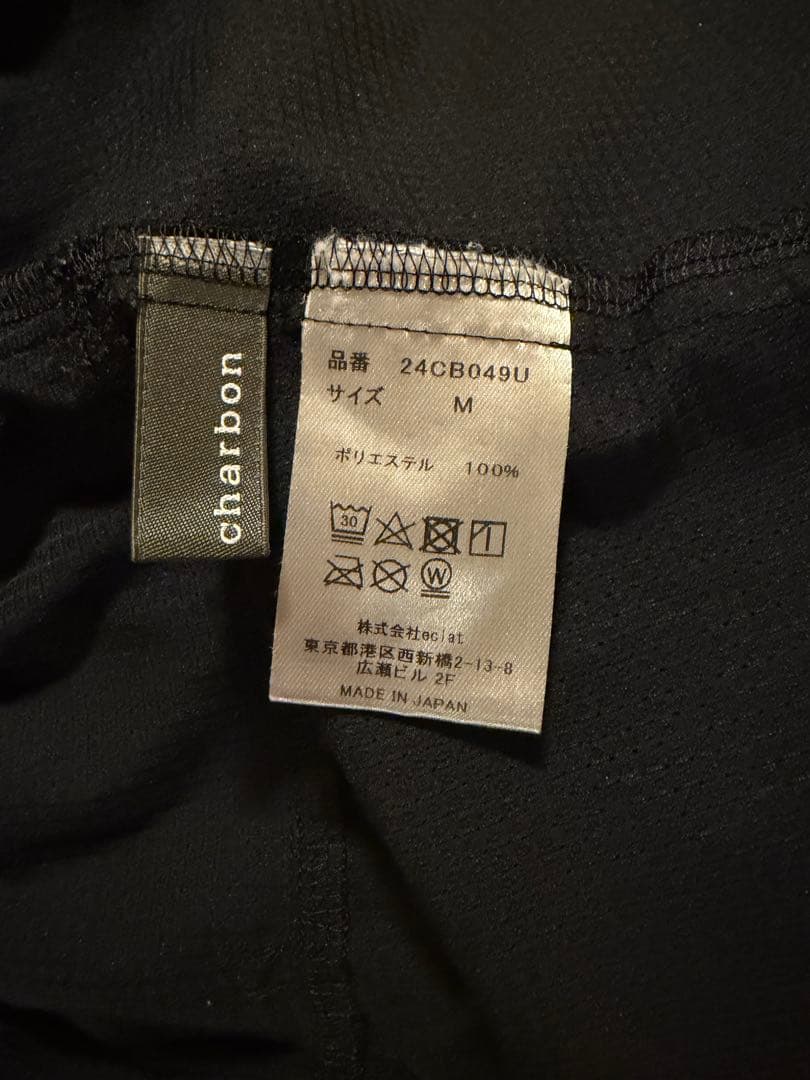 charbon
品番 24CB049U
サイズ M
ポリエステル 100%
30
W
株式会社eclat
東京都港区西新橋2-13-8
広瀬ビル 2F
MADE IN JAPAN